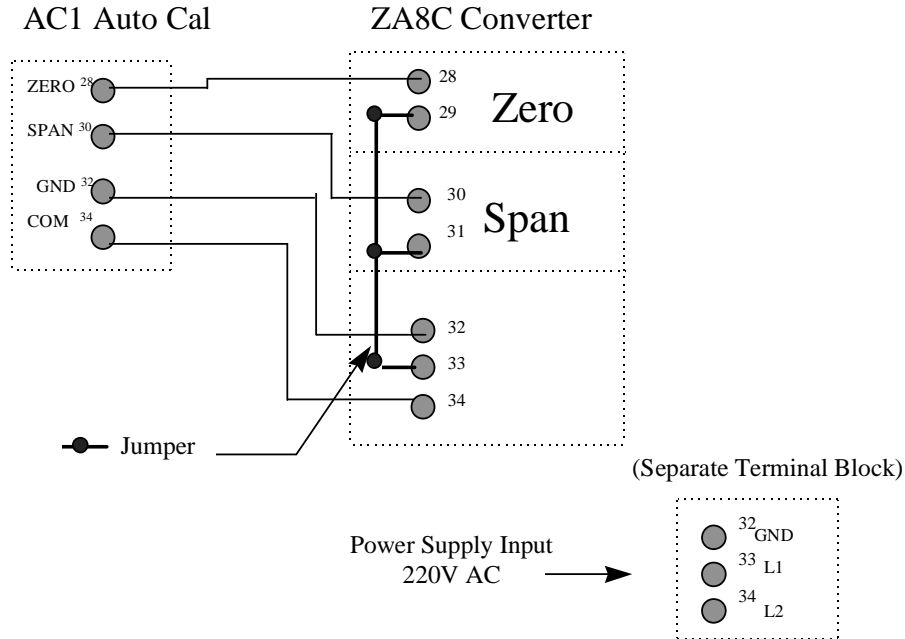 AC1 Auto Cal
ZA8C Converter
ZERO 28
SPAN 30
GND 32
COM 34
28
29
Zero
30
31
Span
32
33
34
Jumper
(Separate Terminal Block)
Power Supply Input
220V AC
32 GND
33 L1
34 L2